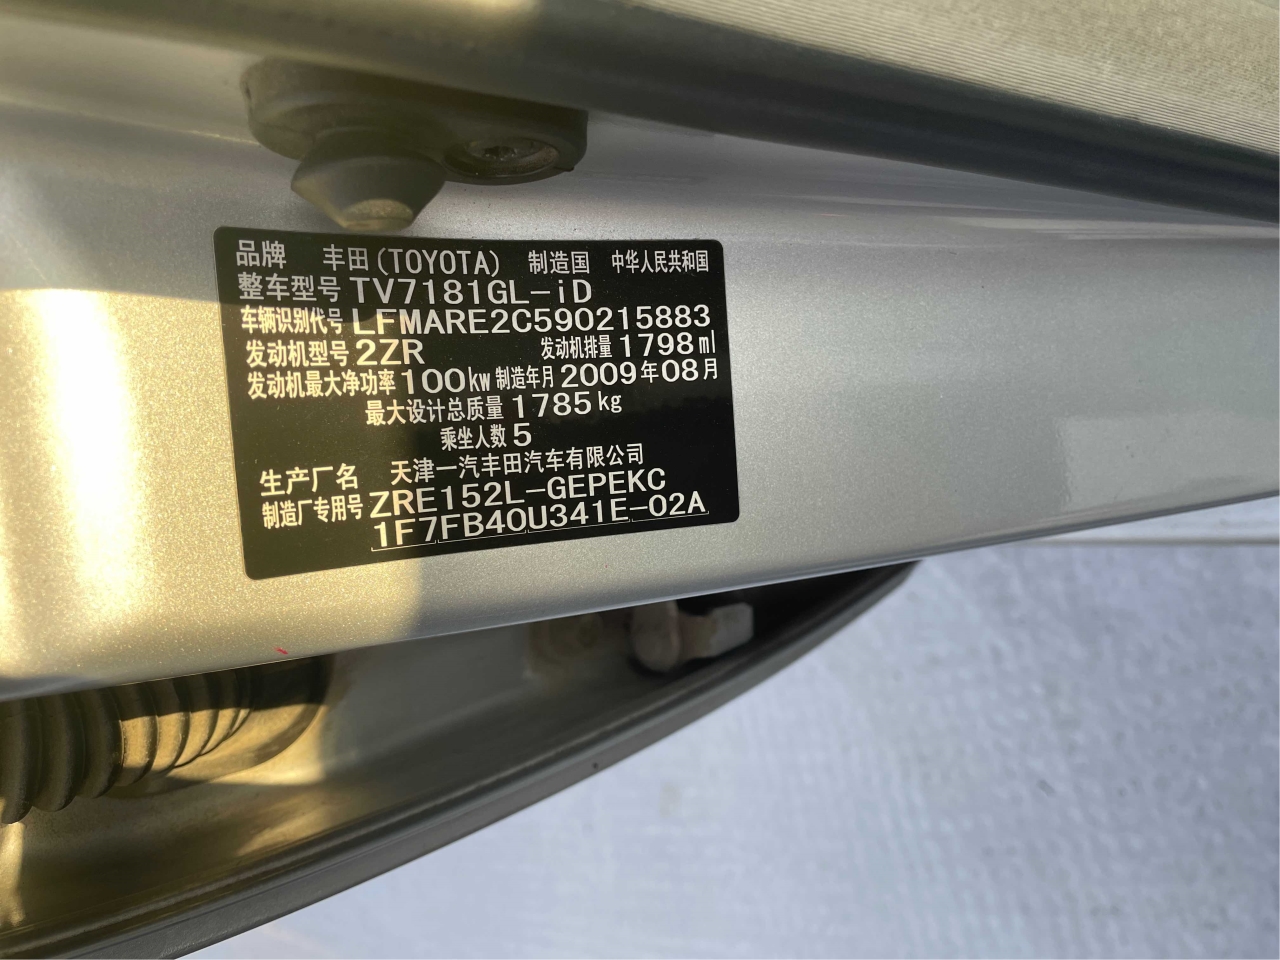 品牌 丰田(TOYOTA) 制造国 中华人民共和国
整车型号 TV7181GL-iD
车辆识别代号 LFMARE2C590215883
发动机型号 2ZR 发动机排量 1798ml
发动机最大净功率 100kw 制造年月 2009年08月
最大设计总质量 1785kg
乘坐人数 5
生产厂名 天津一汽丰田汽车有限公司
制造厂专用号 ZRE152L-GEPEKC
1F7FB40U341E-02A